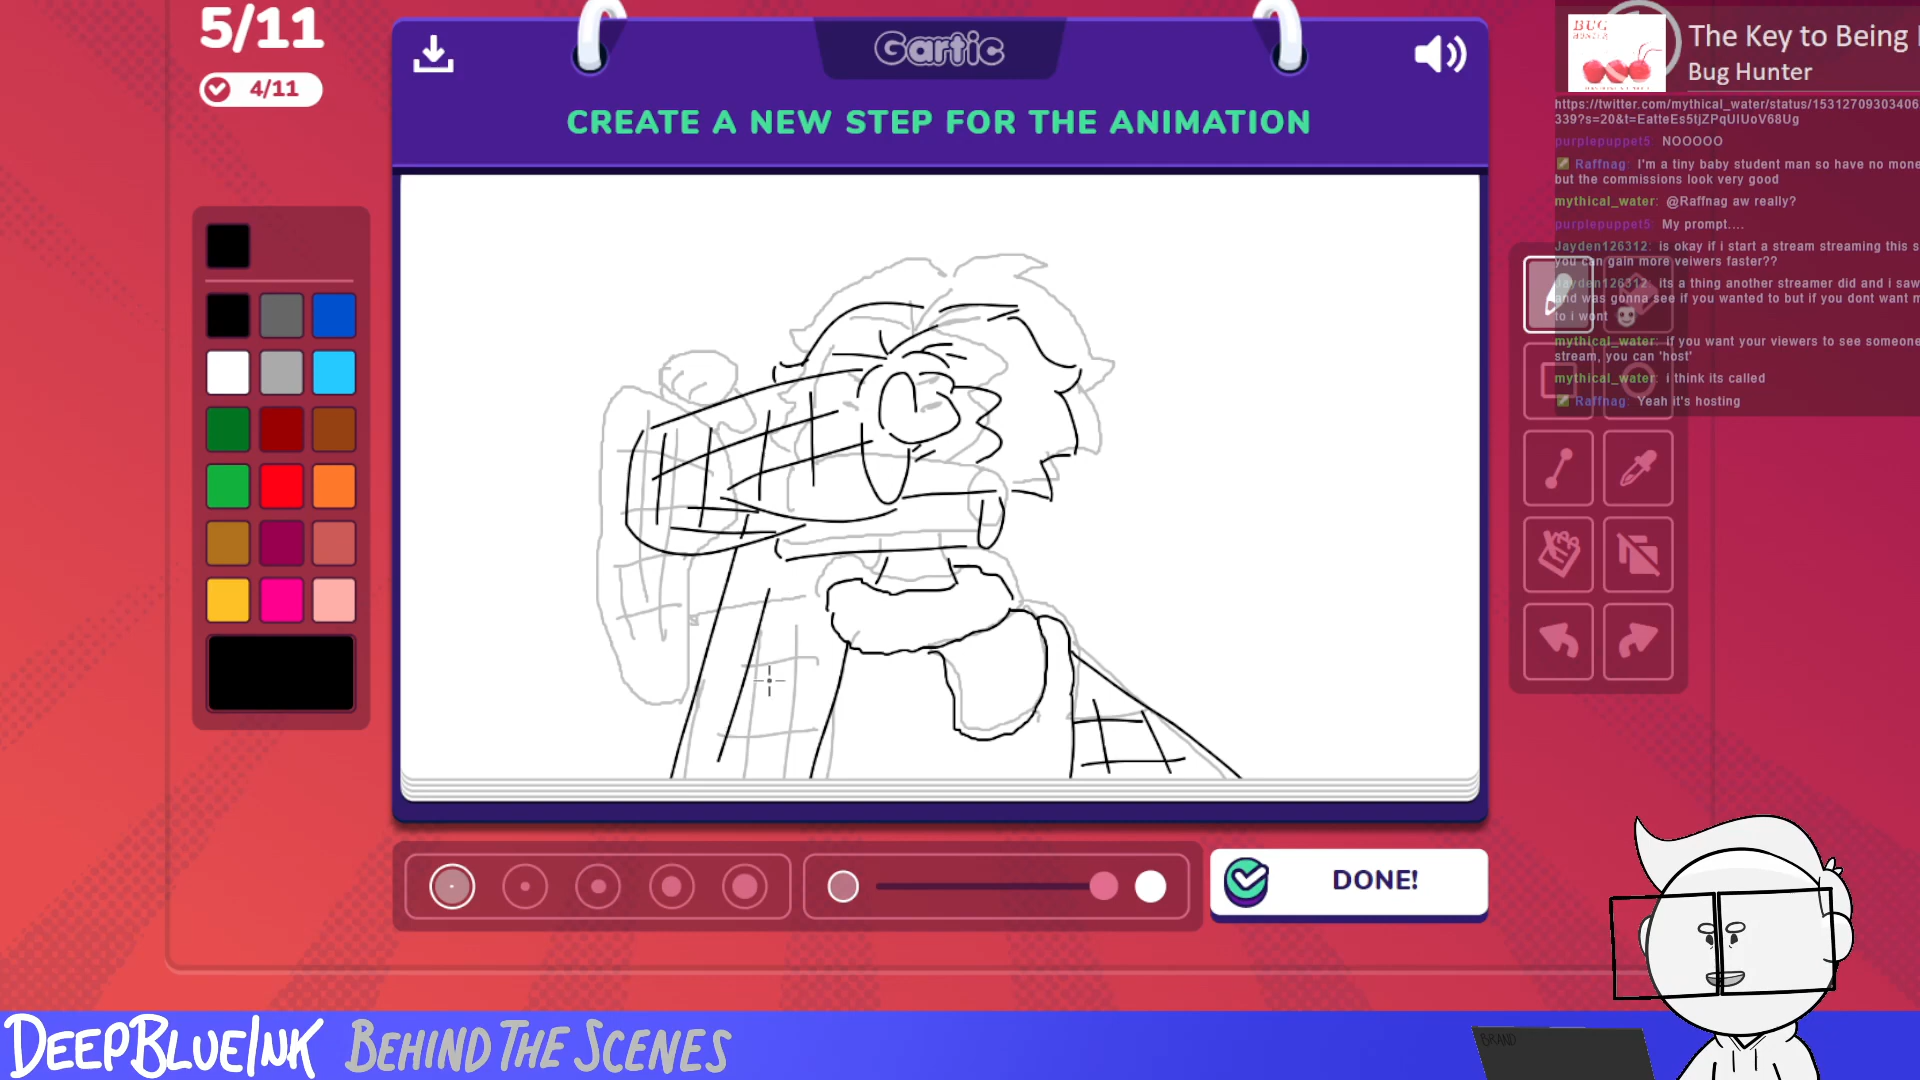 5/11
4/11
Gartic
CREATE A NEW STEP FOR THE ANIMATION
BUG
The Key to Being
Bug Hunter
https://twitter.com/mythical_water/status/15312709303406
339?s=20&t=EatteEs5tjZPqUIUoV68Ug
purplepuppet5: NOOOOO
Raffnag: I'm a tiny baby student man so have no mone
but the commissions look very good
mythical_water: @Raffnag aw really?
purplepuppet5: My prompt....
Jayden126312: is okay if i start a stream streaming this s
you can gain more veiwers faster??
Jayden126312: its a thing another streamer did and i saw
and was gonna see if you wanted to but if you dont want m
to i wont
mythical_water: if you want your viewers to see someone
stream, you can 'host'
mythical_water: i think its called
Raffnag: Yeah it's hosting
DONE!
DEEPBLUEINK BEHIND THE SCENES
BRAND